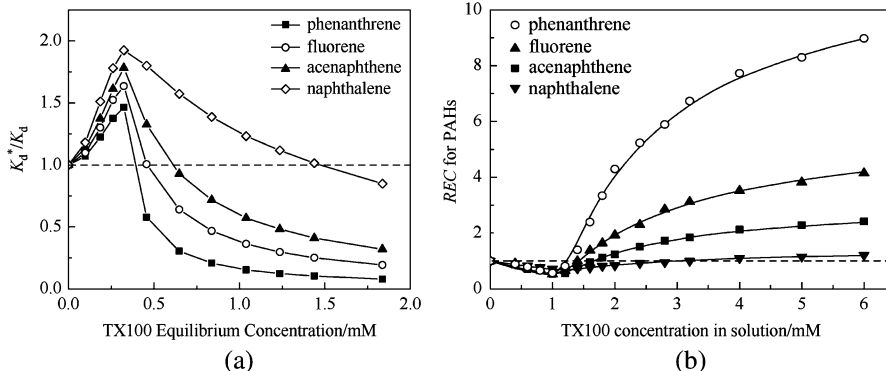 2.0
1.5
1.0
0.5
0.0
K_d*/K_d
phenanthrene
fluorene
acenaphthene
naphthalene
0.0 0.5 1.0 1.5 2.0
TX100 Equilibrium Concentration/mM
(a)
10
8
6
4
2
0
REC for PAHs
phenanthrene
fluorene
acenaphthene
naphthalene
0 1 2 3 4 5 6
TX100 concentration in solution/mM
(b)